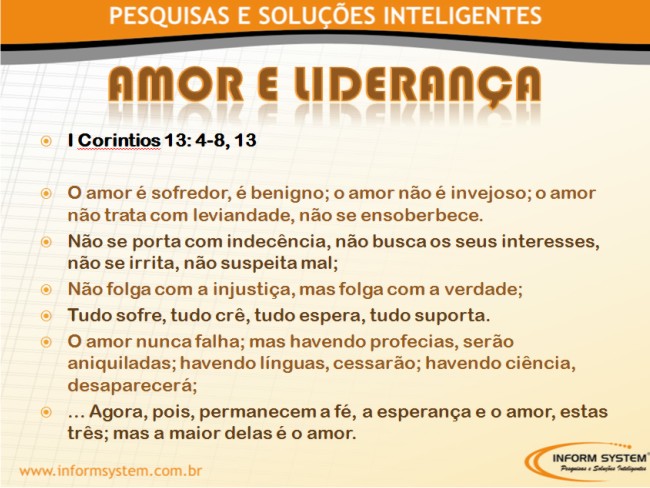 PESQUISAS E SOLUÇÕES INTELIGENTES
AMOR E LIDERANÇA
I Corintios 13: 4-8, 13
O amor é sofredor, é benigno; o amor não é invejoso; o amor
não trata com leviandade, não se ensoberbece.
Não se porta com indecência, não busca os seus interesses,
não se irrita, não suspeita mal;
Não folga com a injustiça, mas folga com a verdade;
Tudo sofre, tudo crê, tudo espera, tudo suporta.
O amor nunca falha; mas havendo profecias, serão
aniquiladas; havendo línguas, cessarão; havendo ciência,
desaparecerá;
... Agora, pois, permanecem a fé, a esperança e o amor, estas
três; mas a maior delas é o amor.
INFORM SYSTEM
Pesquisas e Soluções Inteligentes
www.informsystem.com.br